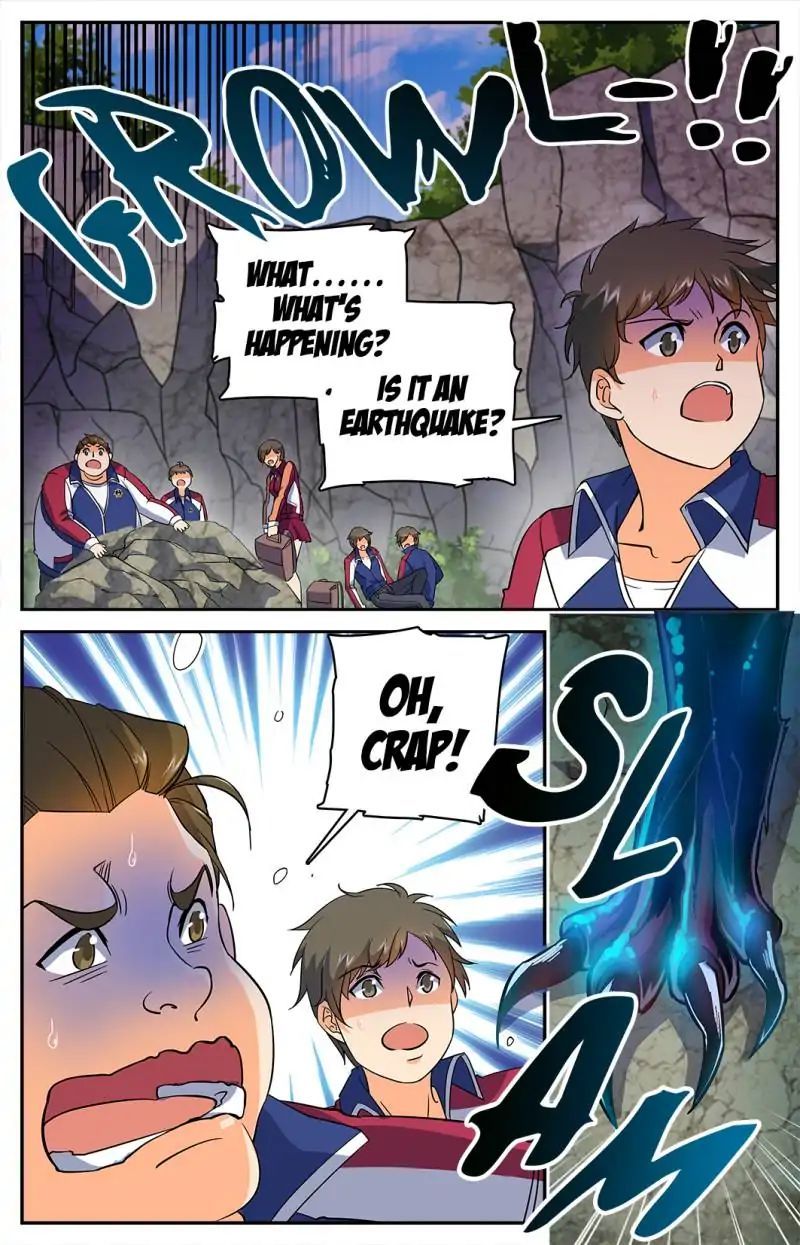 GROWL-!!
WHAT......
WHAT'S
HAPPENING?
IS IT AN
EARTHQUAKE?
OH,
CRAP!
SLAM